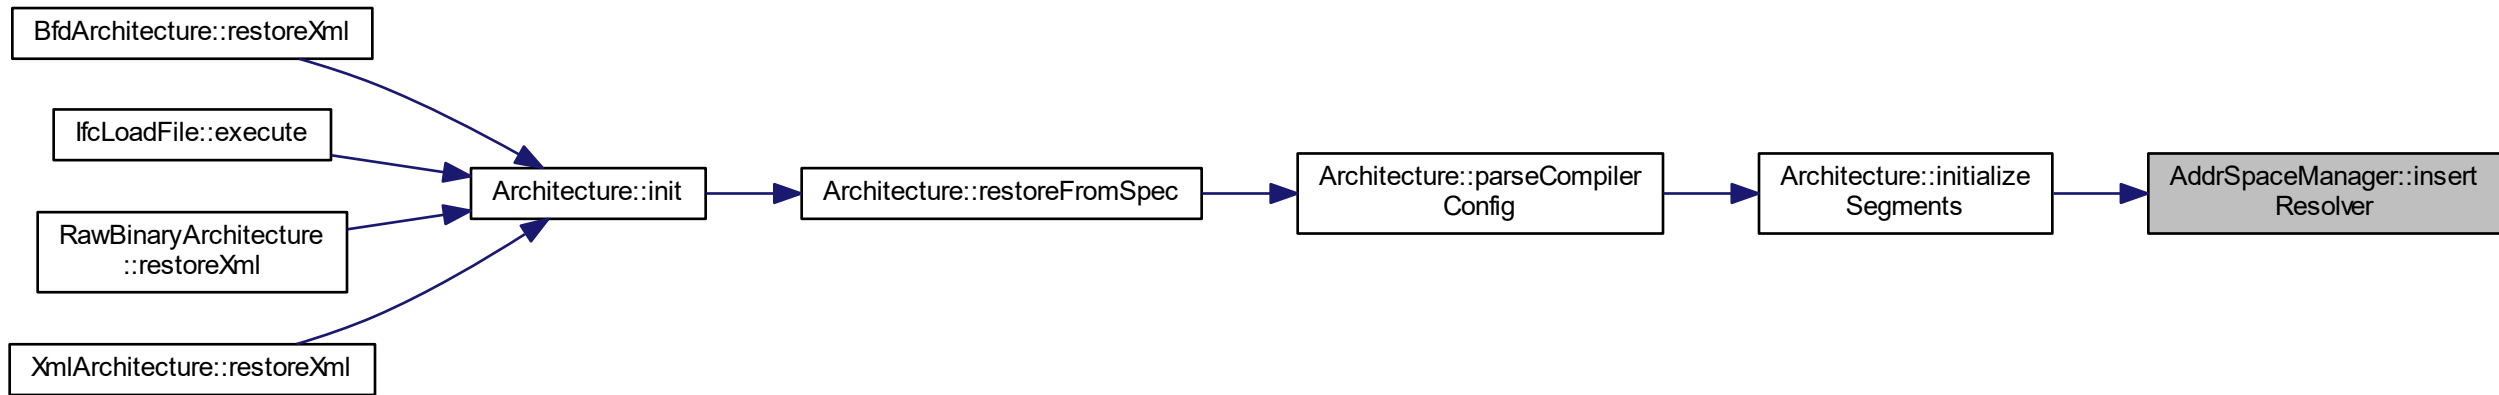 BfdArchitecture::restoreXml
IfcLoadFile::execute
RawBinaryArchitecture
::restoreXml
XmlArchitecture::restoreXml
Architecture::init
Architecture::restoreFromSpec
Architecture::parseCompiler
Config
Architecture::initialize
Segments
AddrSpaceManager::insert
Resolver